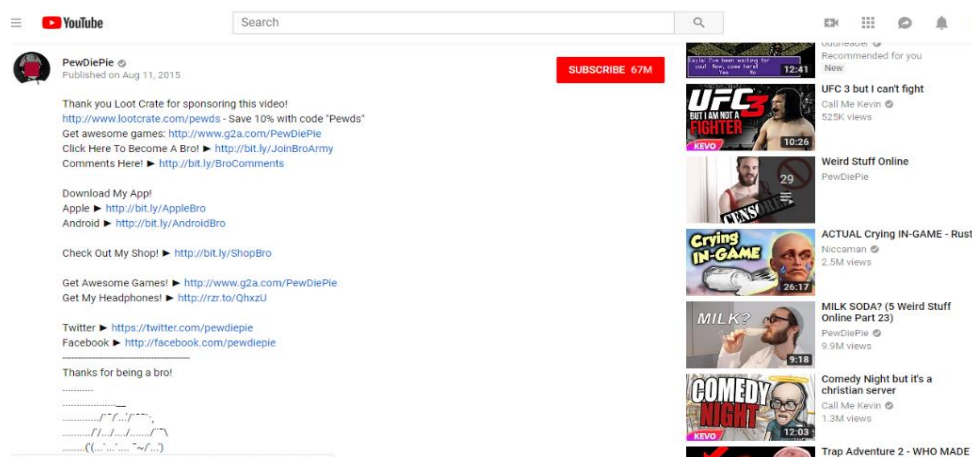 YouTube
Search
PewDiePie
Published on Aug 11, 2015
SUBSCRIBE 67M
Thank you Loot Crate for sponsoring this video!
http://www.lootcrate.com/pewds - Save 10% with code "Pewds"
Get awesome games: http://www.g2a.com/PewDiePie
Click Here To Become A Bro! ► http://bit.ly/JoinBroArmy
Comments Here! ► http://bit.ly/BroComments
Download My App!
Apple ► http://bit.ly/AppleBro
Android ► http://bit.ly/AndroidBro
Check Out My Shop! ► http://bit.ly/ShopBro
Get Awesome Games! ► http://www.g2a.com/PewDiePie
Get My Headphones! ► http://rzr.to/QhxzU
Twitter ► https://twitter.com/pewdiepie
Facebook ► http://facebook.com/pewdiepie
Thanks for being a bro!
12:41
Recommended for you
New
UFC 3
BUT I AM NOT A
FIGHTER
KEVO
10:26
UFC 3 but I can't fight
Call Me Kevin
525K views
29
CENSORED
Weird Stuff Online
PewDiePie
Crying
IN-GAME
26:17
ACTUAL Crying IN-GAME - Rust
Niccaman
2.5M views
MILK?
9:18
MILK SODA? (5 Weird Stuff
Online Part 23)
PewDiePie
9.9M views
COMEDY
NIGHT
KEVO
12:03
Comedy Night but it's a
christian server
Call Me Kevin
1.3M views
Trap Adventure 2 - WHO MADE